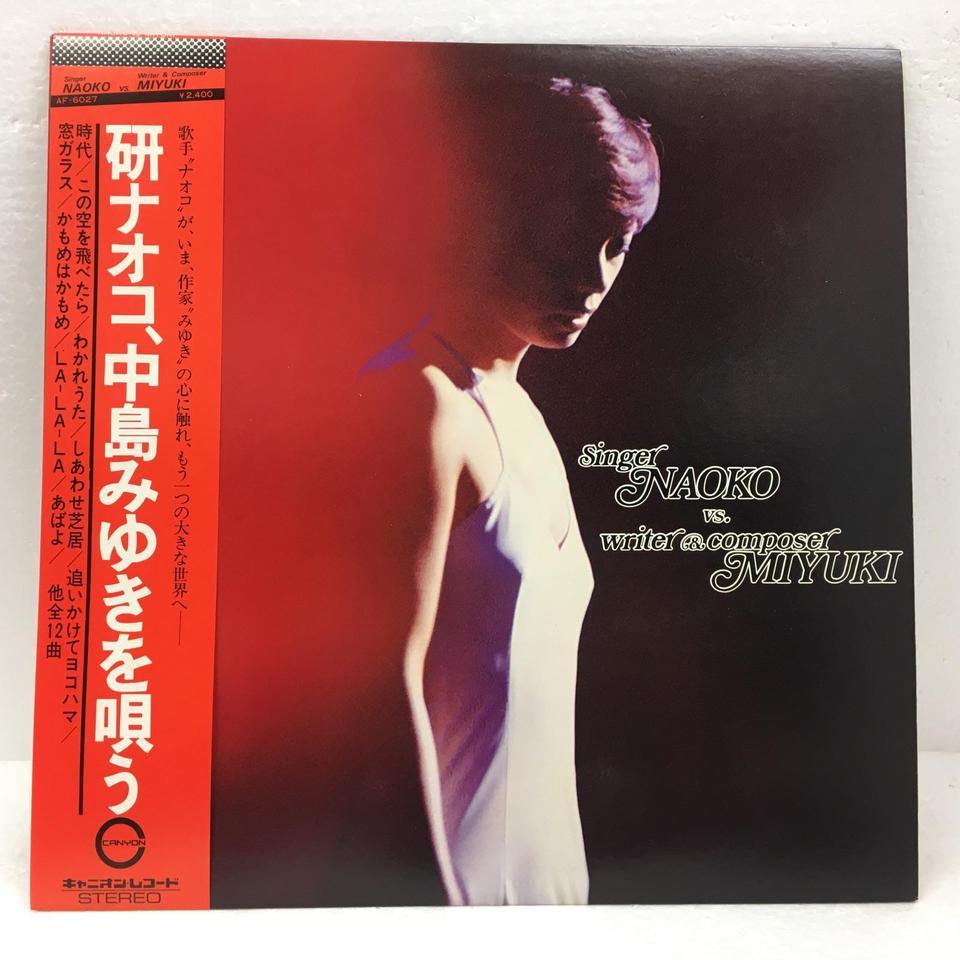 Singer
NAOKO vs.
Writer & Composer
MIYUKI
AF-6027
¥2,400
歌手“ナオコ”が、いま、作家“みゆき”の心に触れ、もう一つの大きな世界へ——
研ナオコ、中島みゆきを唄う
時代／この空を飛べたら／わかれうた／しあわせ芝居／追いかけてヨコハマ／
窓ガラス／かもめはかもめ／LA-LA-LA／あばよ／ 他全12曲
CANYON
キャニオン・レコード
STEREO
Singer
NAOKO
vs.
writer & composer
MIYUKI